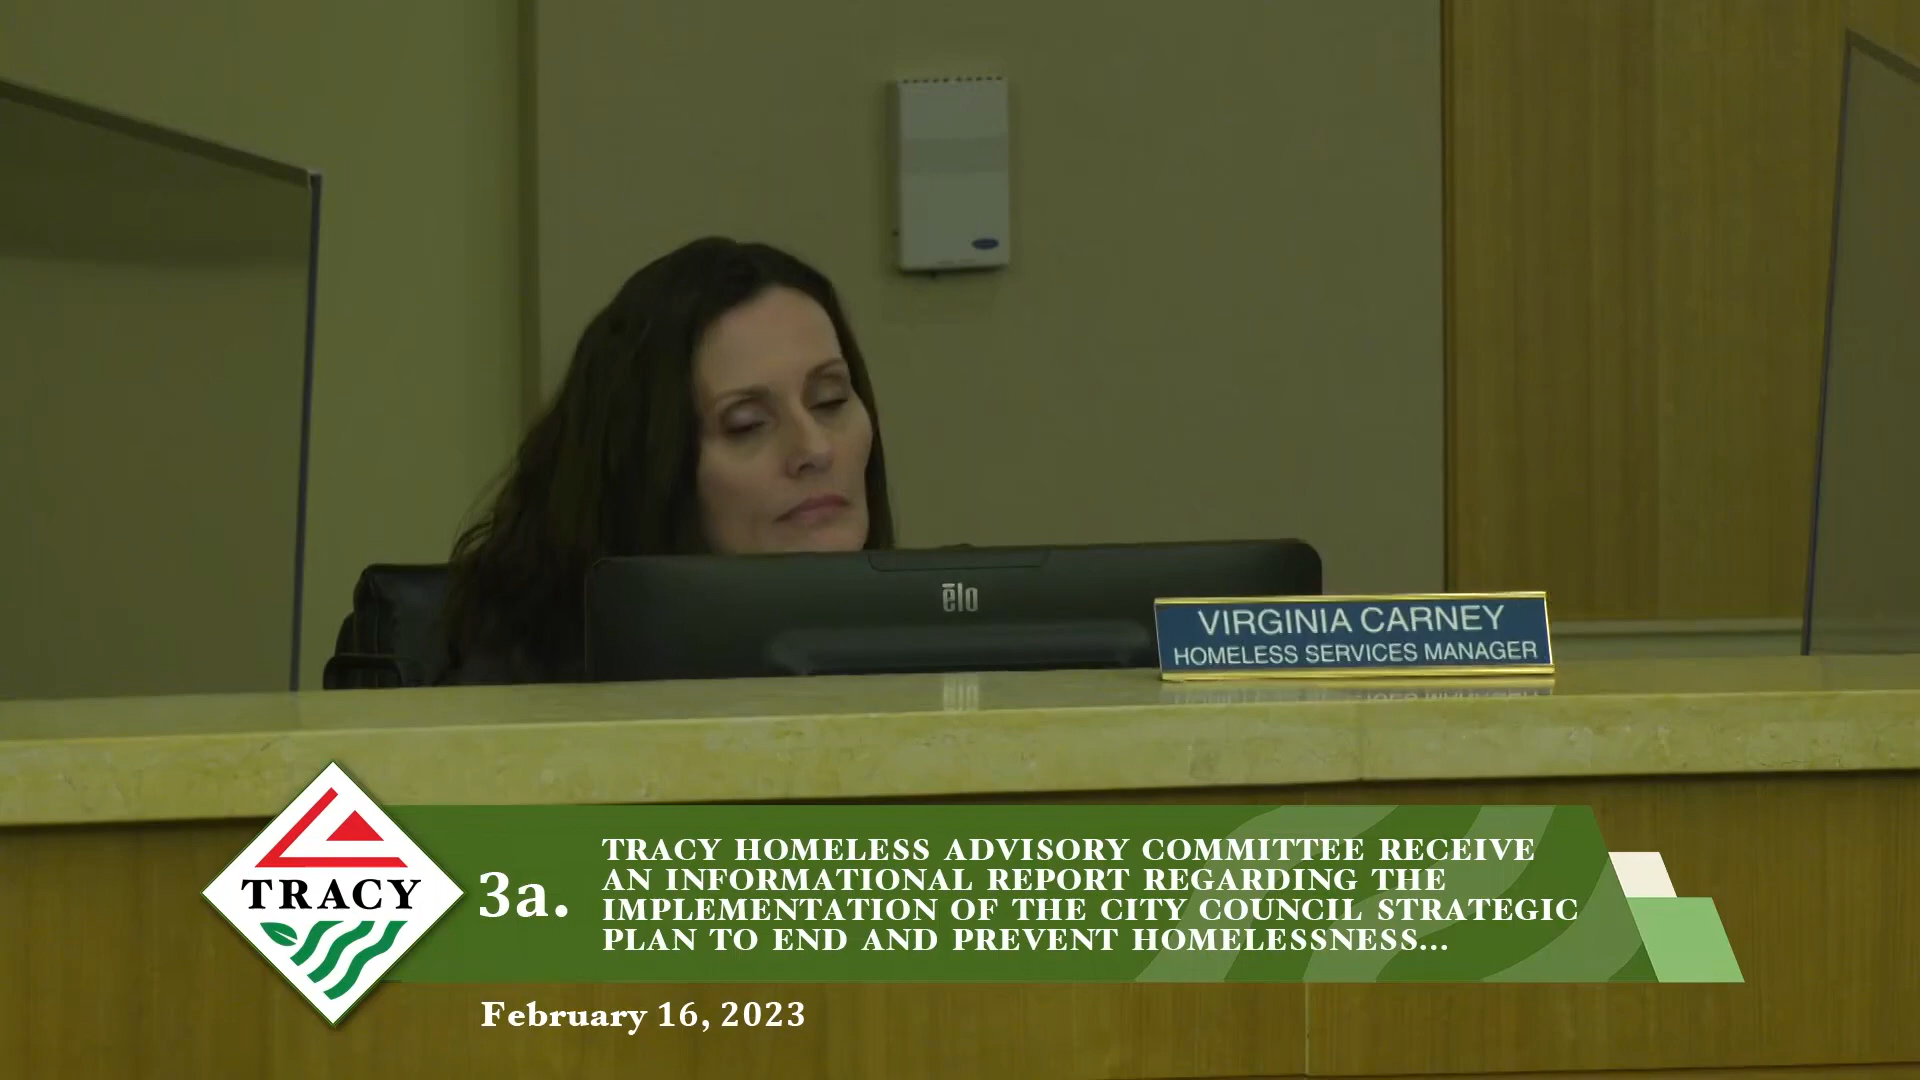 ēlo
VIRGINIA CARNEY
HOMELESS SERVICES MANAGER
TRACY
3a.
TRACY HOMELESS ADVISORY COMMITTEE RECEIVE
AN INFORMATIONAL REPORT REGARDING THE
IMPLEMENTATION OF THE CITY COUNCIL STRATEGIC
PLAN TO END AND PREVENT HOMELESSNESS...
February 16, 2023